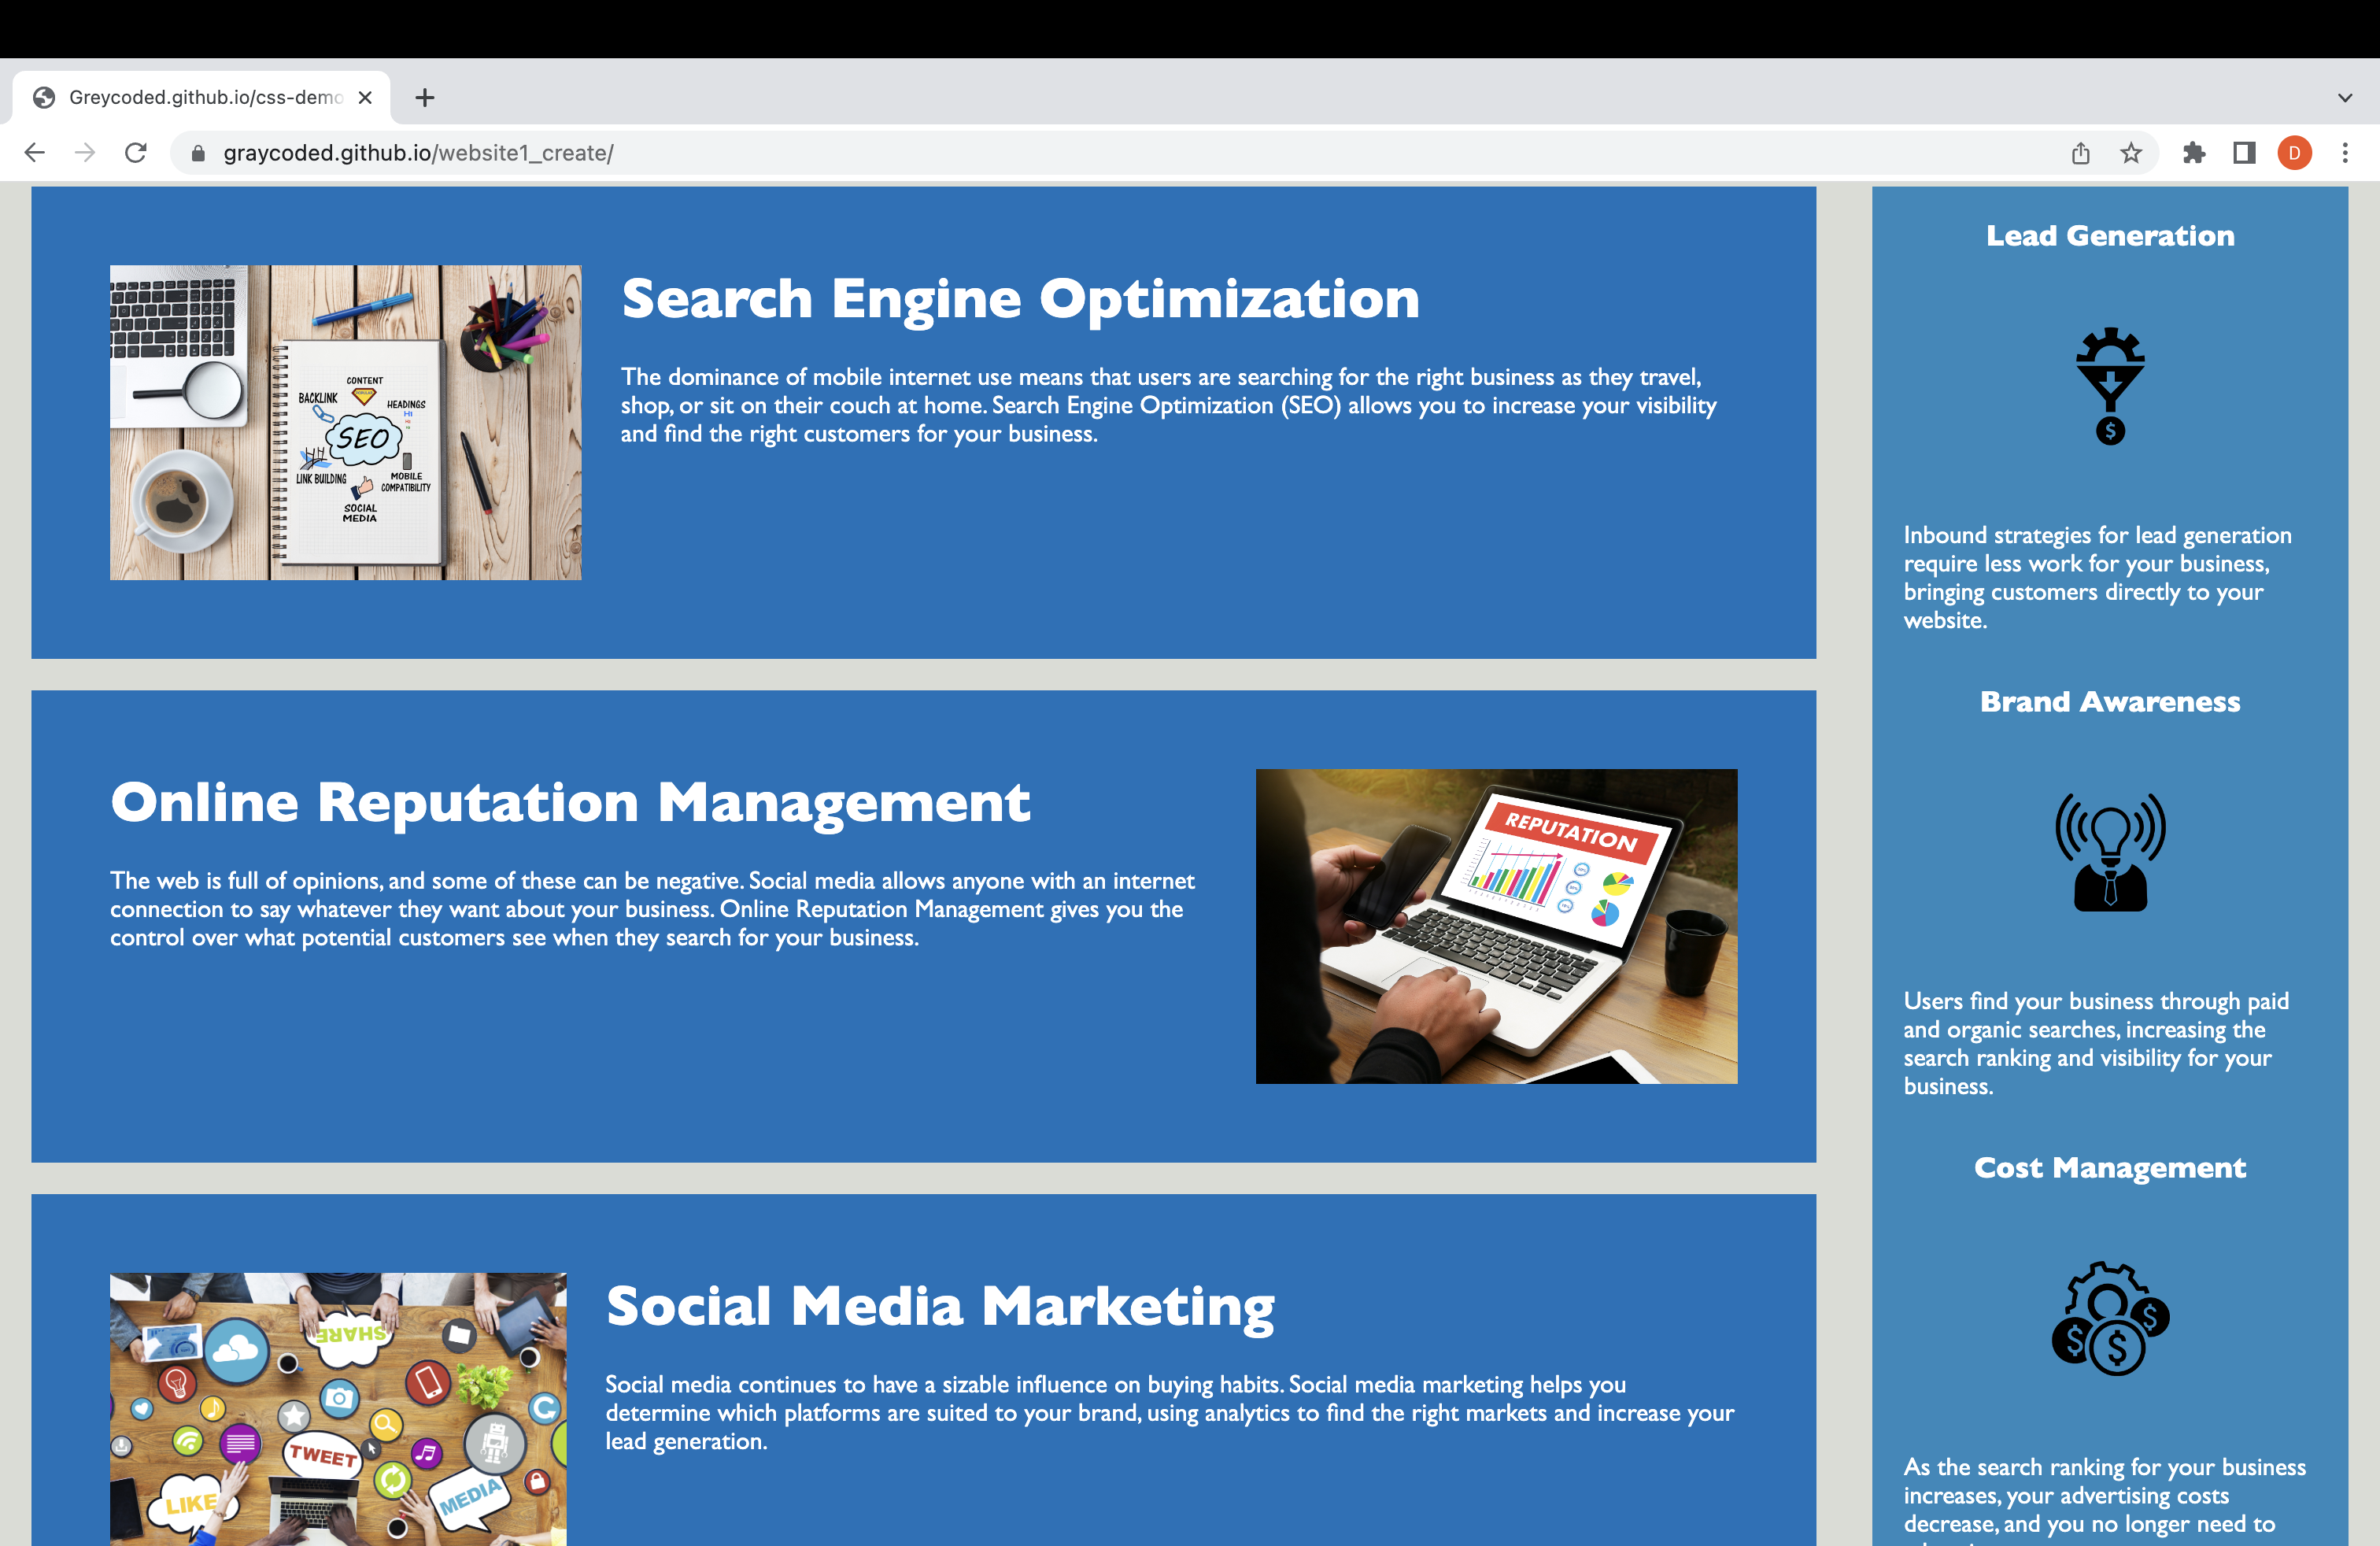 Greycoded.github.io/css-demo
graycoded.github.io/website1_create/
D
Search Engine Optimization
The dominance of mobile internet use means that users are searching for the right business as they travel,
shop, or sit on their couch at home. Search Engine Optimization (SEO) allows you to increase your visibility
and find the right customers for your business.
CONTENT
BACKLINK
HEADINGS
H1
SEO
LINK BUILDING
MOBILE
COMPATIBILITY
SOCIAL
MEDIA
Online Reputation Management
The web is full of opinions, and some of these can be negative. Social media allows anyone with an internet
connection to say whatever they want about your business. Online Reputation Management gives you the
control over what potential customers see when they search for your business.
REPUTATION
Social Media Marketing
Social media continues to have a sizable influence on buying habits. Social media marketing helps you
determine which platforms are suited to your brand, using analytics to find the right markets and increase your
lead generation.
SHARE
TWEET
LIKE
MEDIA
Lead Generation
$
Inbound strategies for lead generation
require less work for your business,
bringing customers directly to your
website.
Brand Awareness
Users find your business through paid
and organic searches, increasing the
search ranking and visibility for your
business.
Cost Management
$ $ $
As the search ranking for your business
increases, your advertising costs
decrease, and you no longer need to